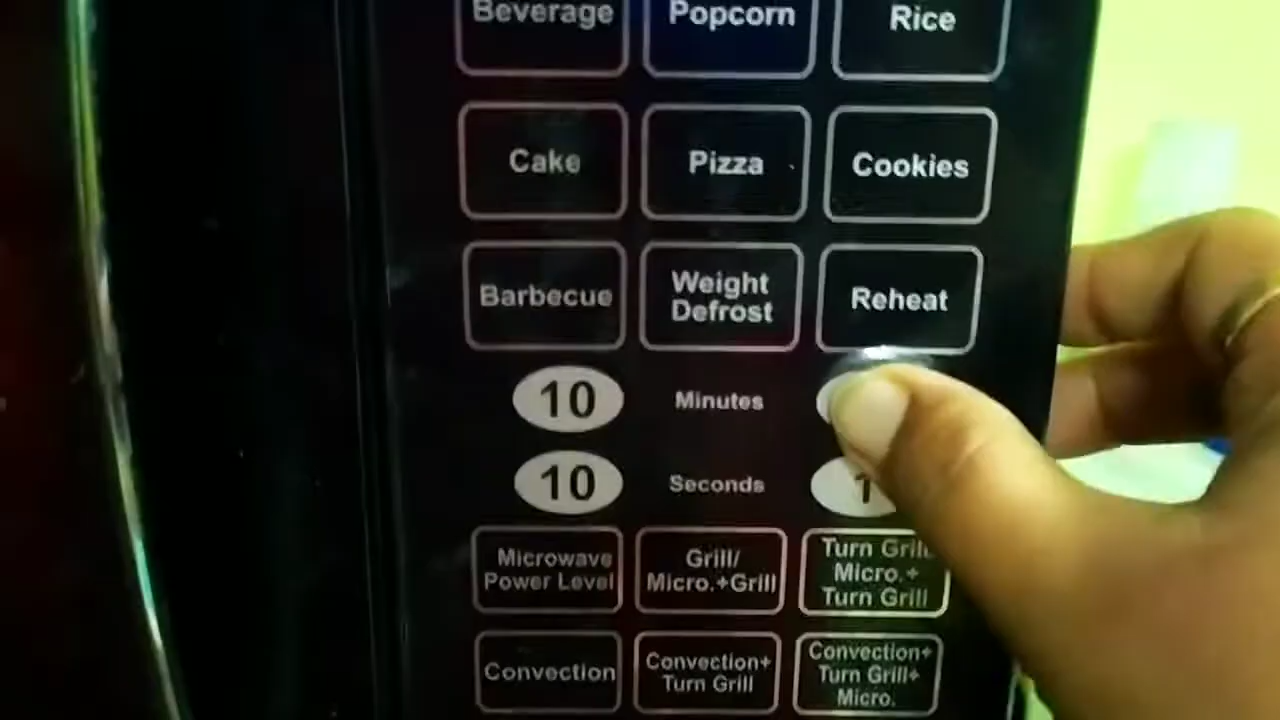 Beverage
Popcorn
Rice
Cake
Pizza
Cookies
Barbecue
Weight
Defrost
Reheat
10
Minutes
10
Seconds
1
Microwave
Power Level
Grill/
Micro.+Grill
Turn Grill
Micro.+
Turn Grill
Convection
Convection+
Turn Grill
Convection+
Turn Grill+
Micro.